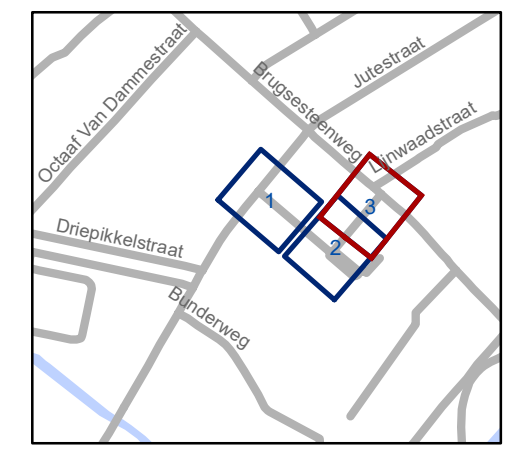 Octaaf Van Dammestraat
Brugsesteenweg
Jutestraat
Lijnwaadstraat
1
3
Driepikkelstraat
2
Bunderweg